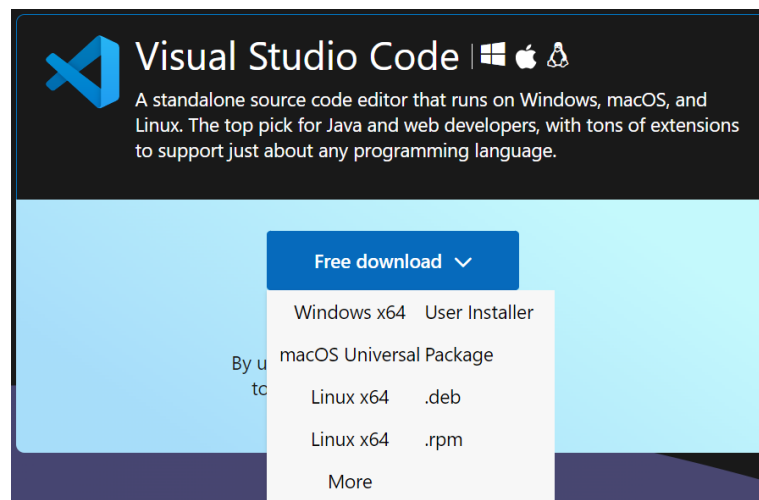 Visual Studio Code
A standalone source code editor that runs on Windows, macOS, and
Linux. The top pick for Java and web developers, with tons of extensions
to support just about any programming language.
Free download
Windows x64 User Installer
By u
macOS Universal Package
to
Linux x64 .deb
Linux x64 .rpm
More